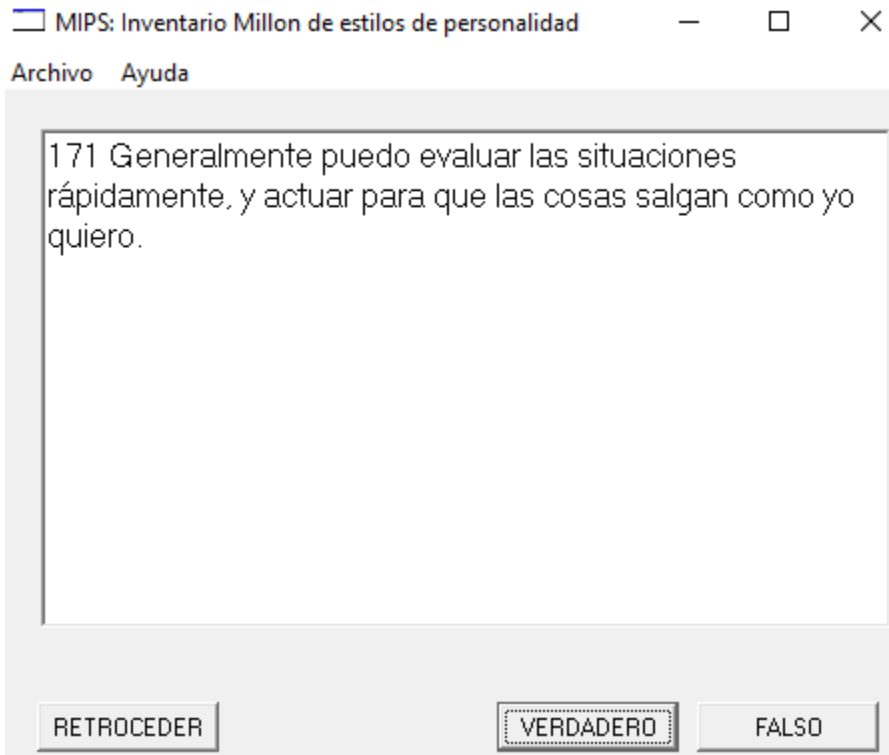 MIPS: Inventario Millon de estilos de personalidad
Archivo Ayuda
171 Generalmente puedo evaluar las situaciones
rápidamente, y actuar para que las cosas salgan como yo
quiero.
RETROCEDER VERDADERO FALSO